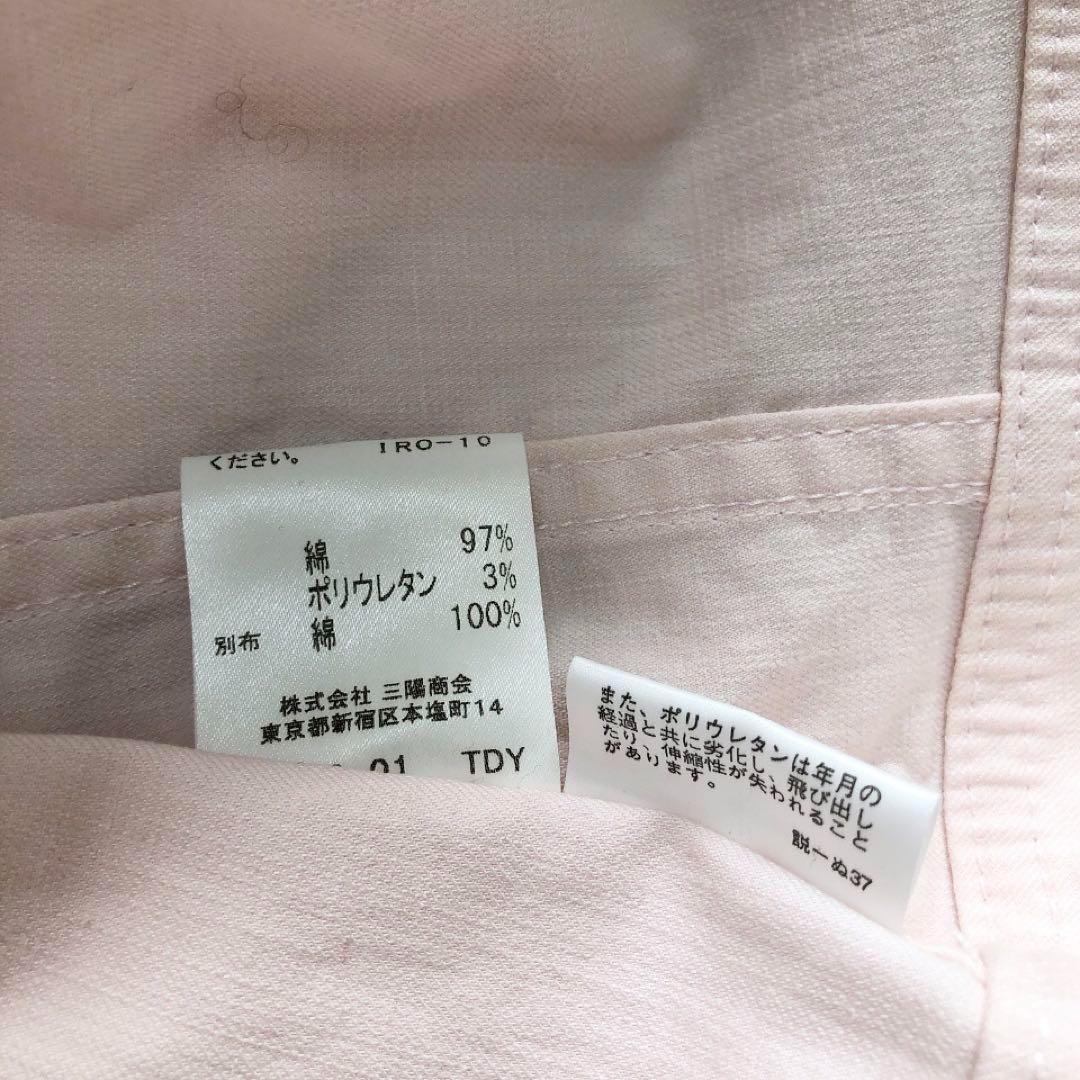 ください。 IRO-10
綿 97%
ポリウレタン 3%
別布 綿 100%
株式会社 三陽商会
東京都新宿区本塩町14
01 TDY
また、ポリウレタンは年月の
経過と共に劣化し、飛び出し
たり、伸縮性が失われること
があります。
説ーぬ37